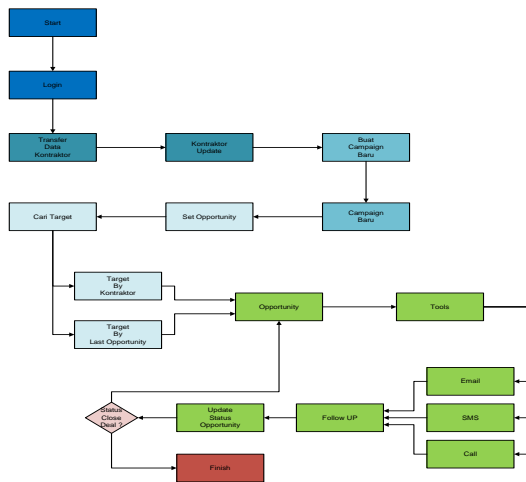 Start
Login
Transfer
Data
Kontraktor
Kontraktor
Update
Buat
Campaign
Baru
Cari Target
Set Opportunity
Campaign
Baru
Target
By
Kontraktor
Opportunity
Tools
Target
By
Last Opportunity
Email
Status
Close
Deal ?
Update
Status
Opportunity
Follow UP
SMS
Finish
Call